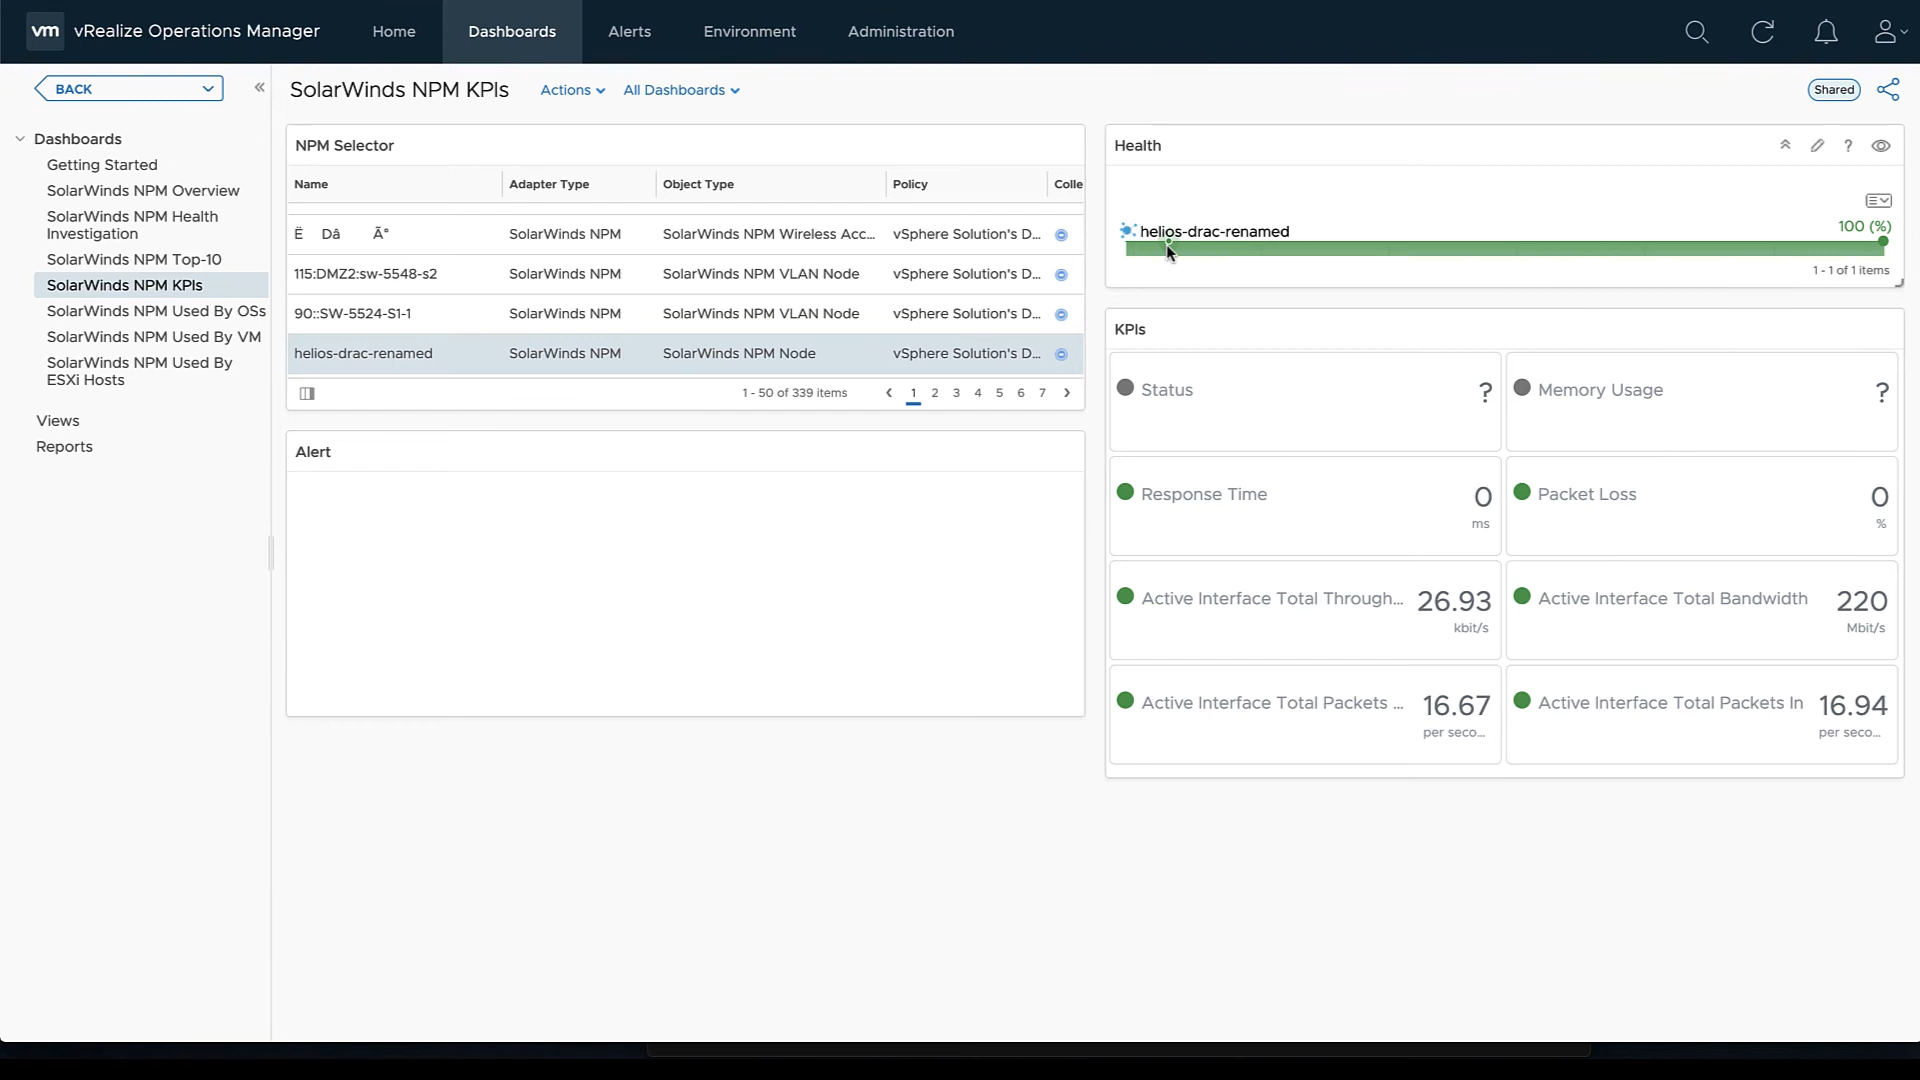 vm vRealize Operations Manager Home Dashboards Alerts Environment Administration
BACK
Dashboards
Getting Started
SolarWinds NPM Overview
SolarWinds NPM Health
Investigation
SolarWinds NPM Top-10
SolarWinds NPM KPIs
SolarWinds NPM Used By OSs
SolarWinds NPM Used By VM
SolarWinds NPM Used By
ESXi Hosts
Views
Reports
SolarWinds NPM KPIs Actions All Dashboards Shared
NPM Selector
Name Adapter Type Object Type Policy Colle
Ë Dâ Ã° SolarWinds NPM SolarWinds NPM Wireless Acc... vSphere Solution's D...
115:DMZ2:sw-5548-s2 SolarWinds NPM SolarWinds NPM VLAN Node vSphere Solution's D...
90::SW-5524-S1-1 SolarWinds NPM SolarWinds NPM VLAN Node vSphere Solution's D...
helios-drac-renamed SolarWinds NPM SolarWinds NPM Node vSphere Solution's D...
1 - 50 of 339 items 1 2 3 4 5 6 7
Alert
Health ?
100 (%)
helios-drac-renamed
1 - 1 of 1 items
KPIs
Status ?
Memory Usage ?
Response Time 0
ms
Packet Loss 0
%
Active Interface Total Through... 26.93
kbit/s
Active Interface Total Bandwidth 220
Mbit/s
Active Interface Total Packets ... 16.67
per seco...
Active Interface Total Packets In 16.94
per seco...